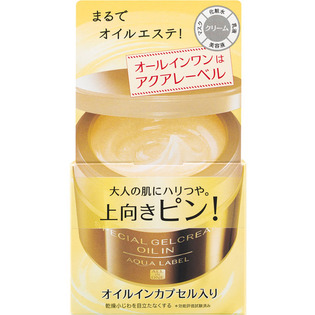 まるで
オイルエステ!
化粧水
乳液
クリーム
美容液
マスク
オールインワンは
アクアレーベル
大人の肌にハリつや。
上向きピン!
SPECIAL GELCREAM
OIL IN
AQUA LABEL
オイルインカプセル入り
乾燥小じわを目立たなくする
*効能評価試験済み